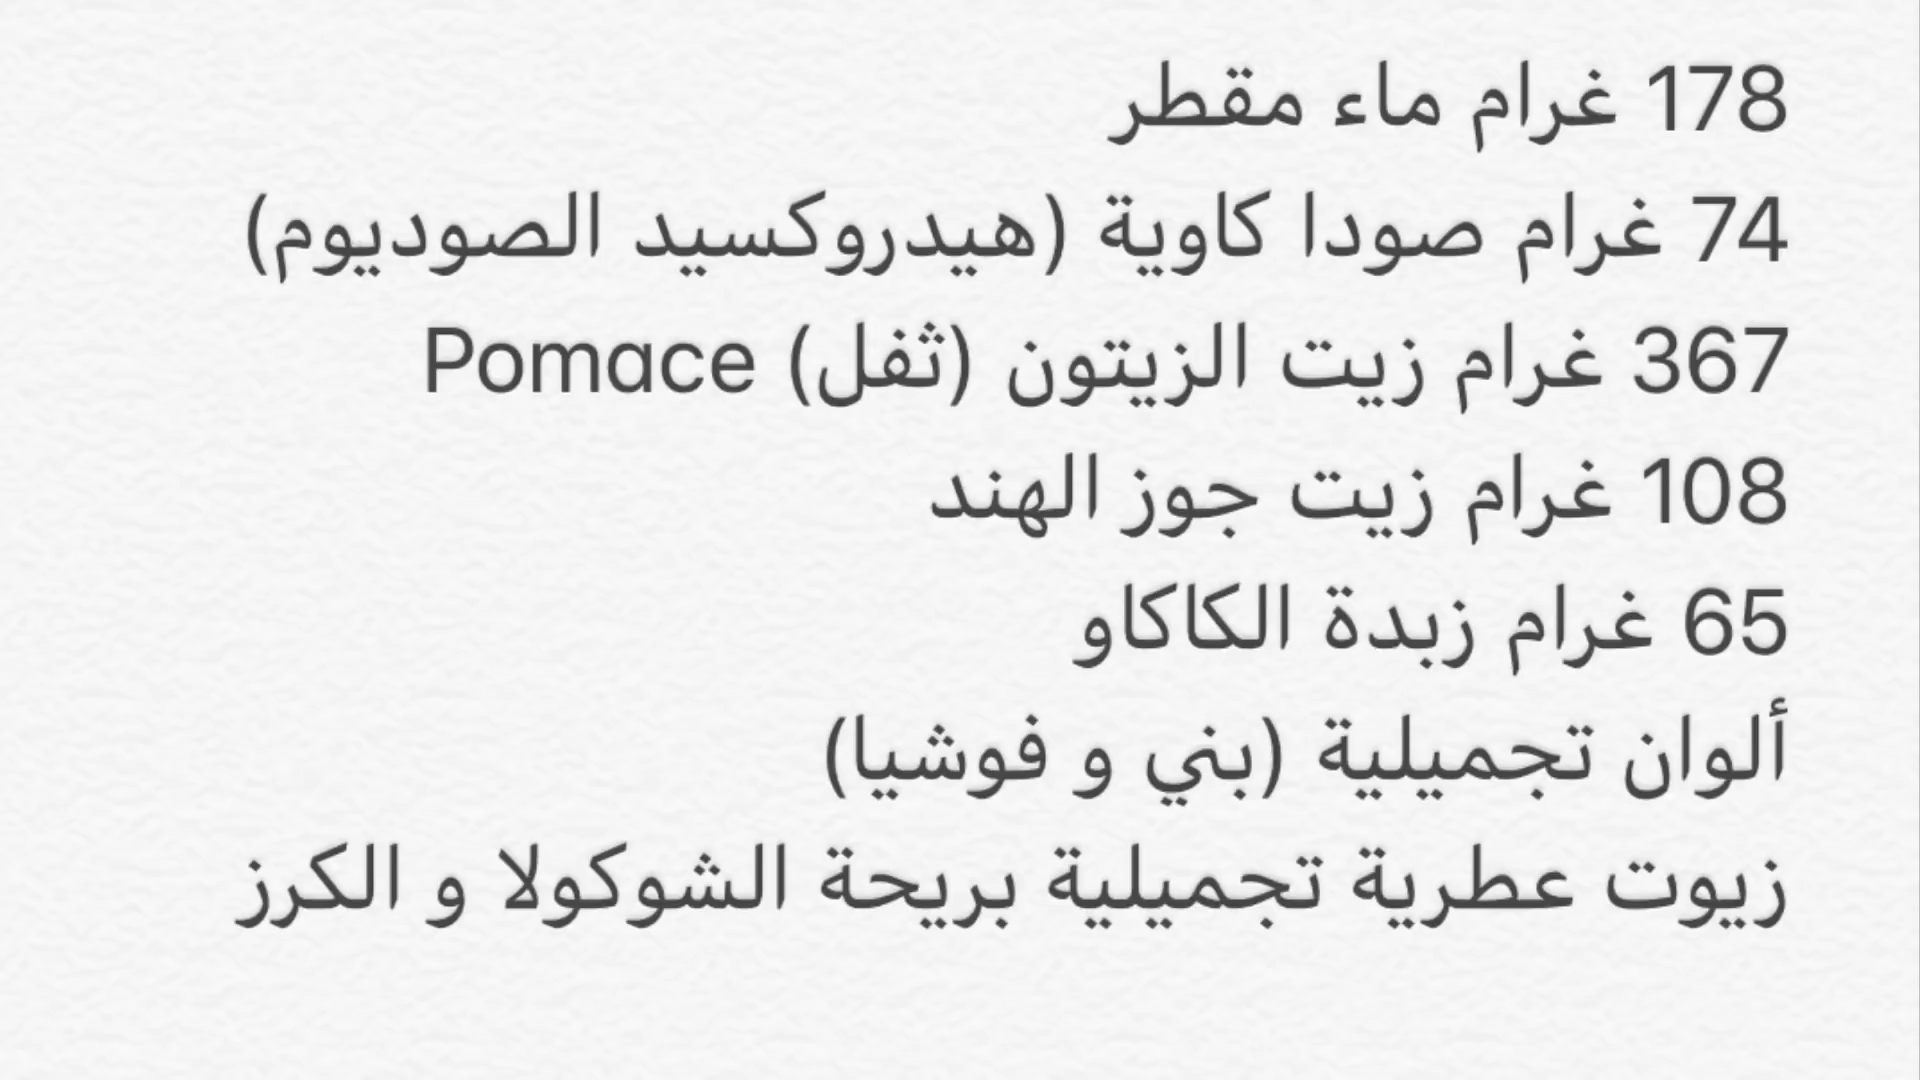 178 غرام ماء مقطر
74 غرام صودا كاوية (هيدروكسيد الصوديوم)
367 غرام زيت الزيتون (ثفل) Pomace
108 غرام زيت جوز الهند
65 غرام زبدة الكاكاو
ألوان تجميلية (بني و فوشيا)
زيوت عطرية تجميلية بريحة الشوكولا و الكرز